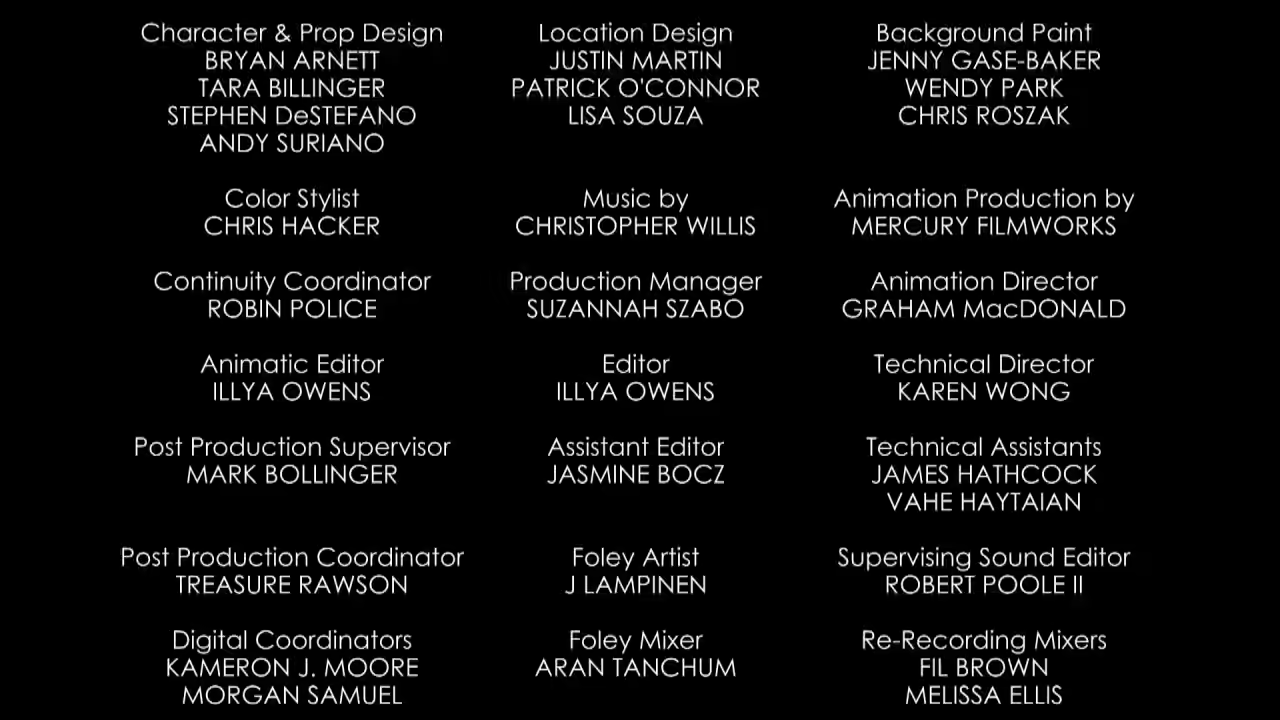 Character & Prop Design
BRYAN ARNETT
TARA BILLINGER
STEPHEN DeSTEFANO
ANDY SURIANO
Location Design
JUSTIN MARTIN
PATRICK O'CONNOR
LISA SOUZA
Background Paint
JENNY GASE-BAKER
WENDY PARK
CHRIS ROSZAK
Color Stylist
CHRIS HACKER
Music by
CHRISTOPHER WILLIS
Animation Production by
MERCURY FILMWORKS
Continuity Coordinator
ROBIN POLICE
Production Manager
SUZANNAH SZABO
Animation Director
GRAHAM MacDONALD
Animatic Editor
ILLYA OWENS
Editor
ILLYA OWENS
Technical Director
KAREN WONG
Post Production Supervisor
MARK BOLLINGER
Assistant Editor
JASMINE BOCZ
Technical Assistants
JAMES HATHCOCK
VAHE HAYTAIAN
Post Production Coordinator
TREASURE RAWSON
Foley Artist
J LAMPINEN
Supervising Sound Editor
ROBERT POOLE II
Digital Coordinators
KAMERON J. MOORE
MORGAN SAMUEL
Foley Mixer
ARAN TANCHUM
Re-Recording Mixers
FIL BROWN
MELISSA ELLIS